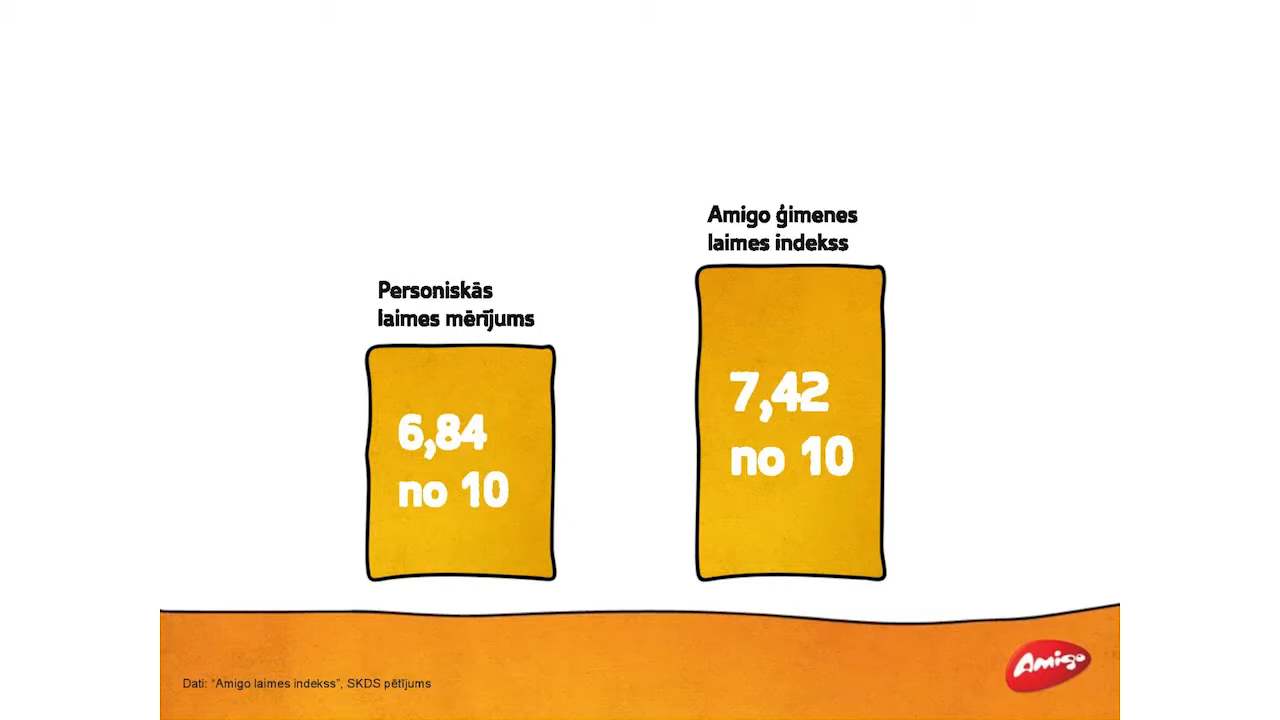 Amigo ģimenes
laimes indekss
Personiskās
laimes mērījums
7,42
no 10
6,84
no 10
Amigo
Dati: “Amigo laimes indekss”, SKDS pētījums